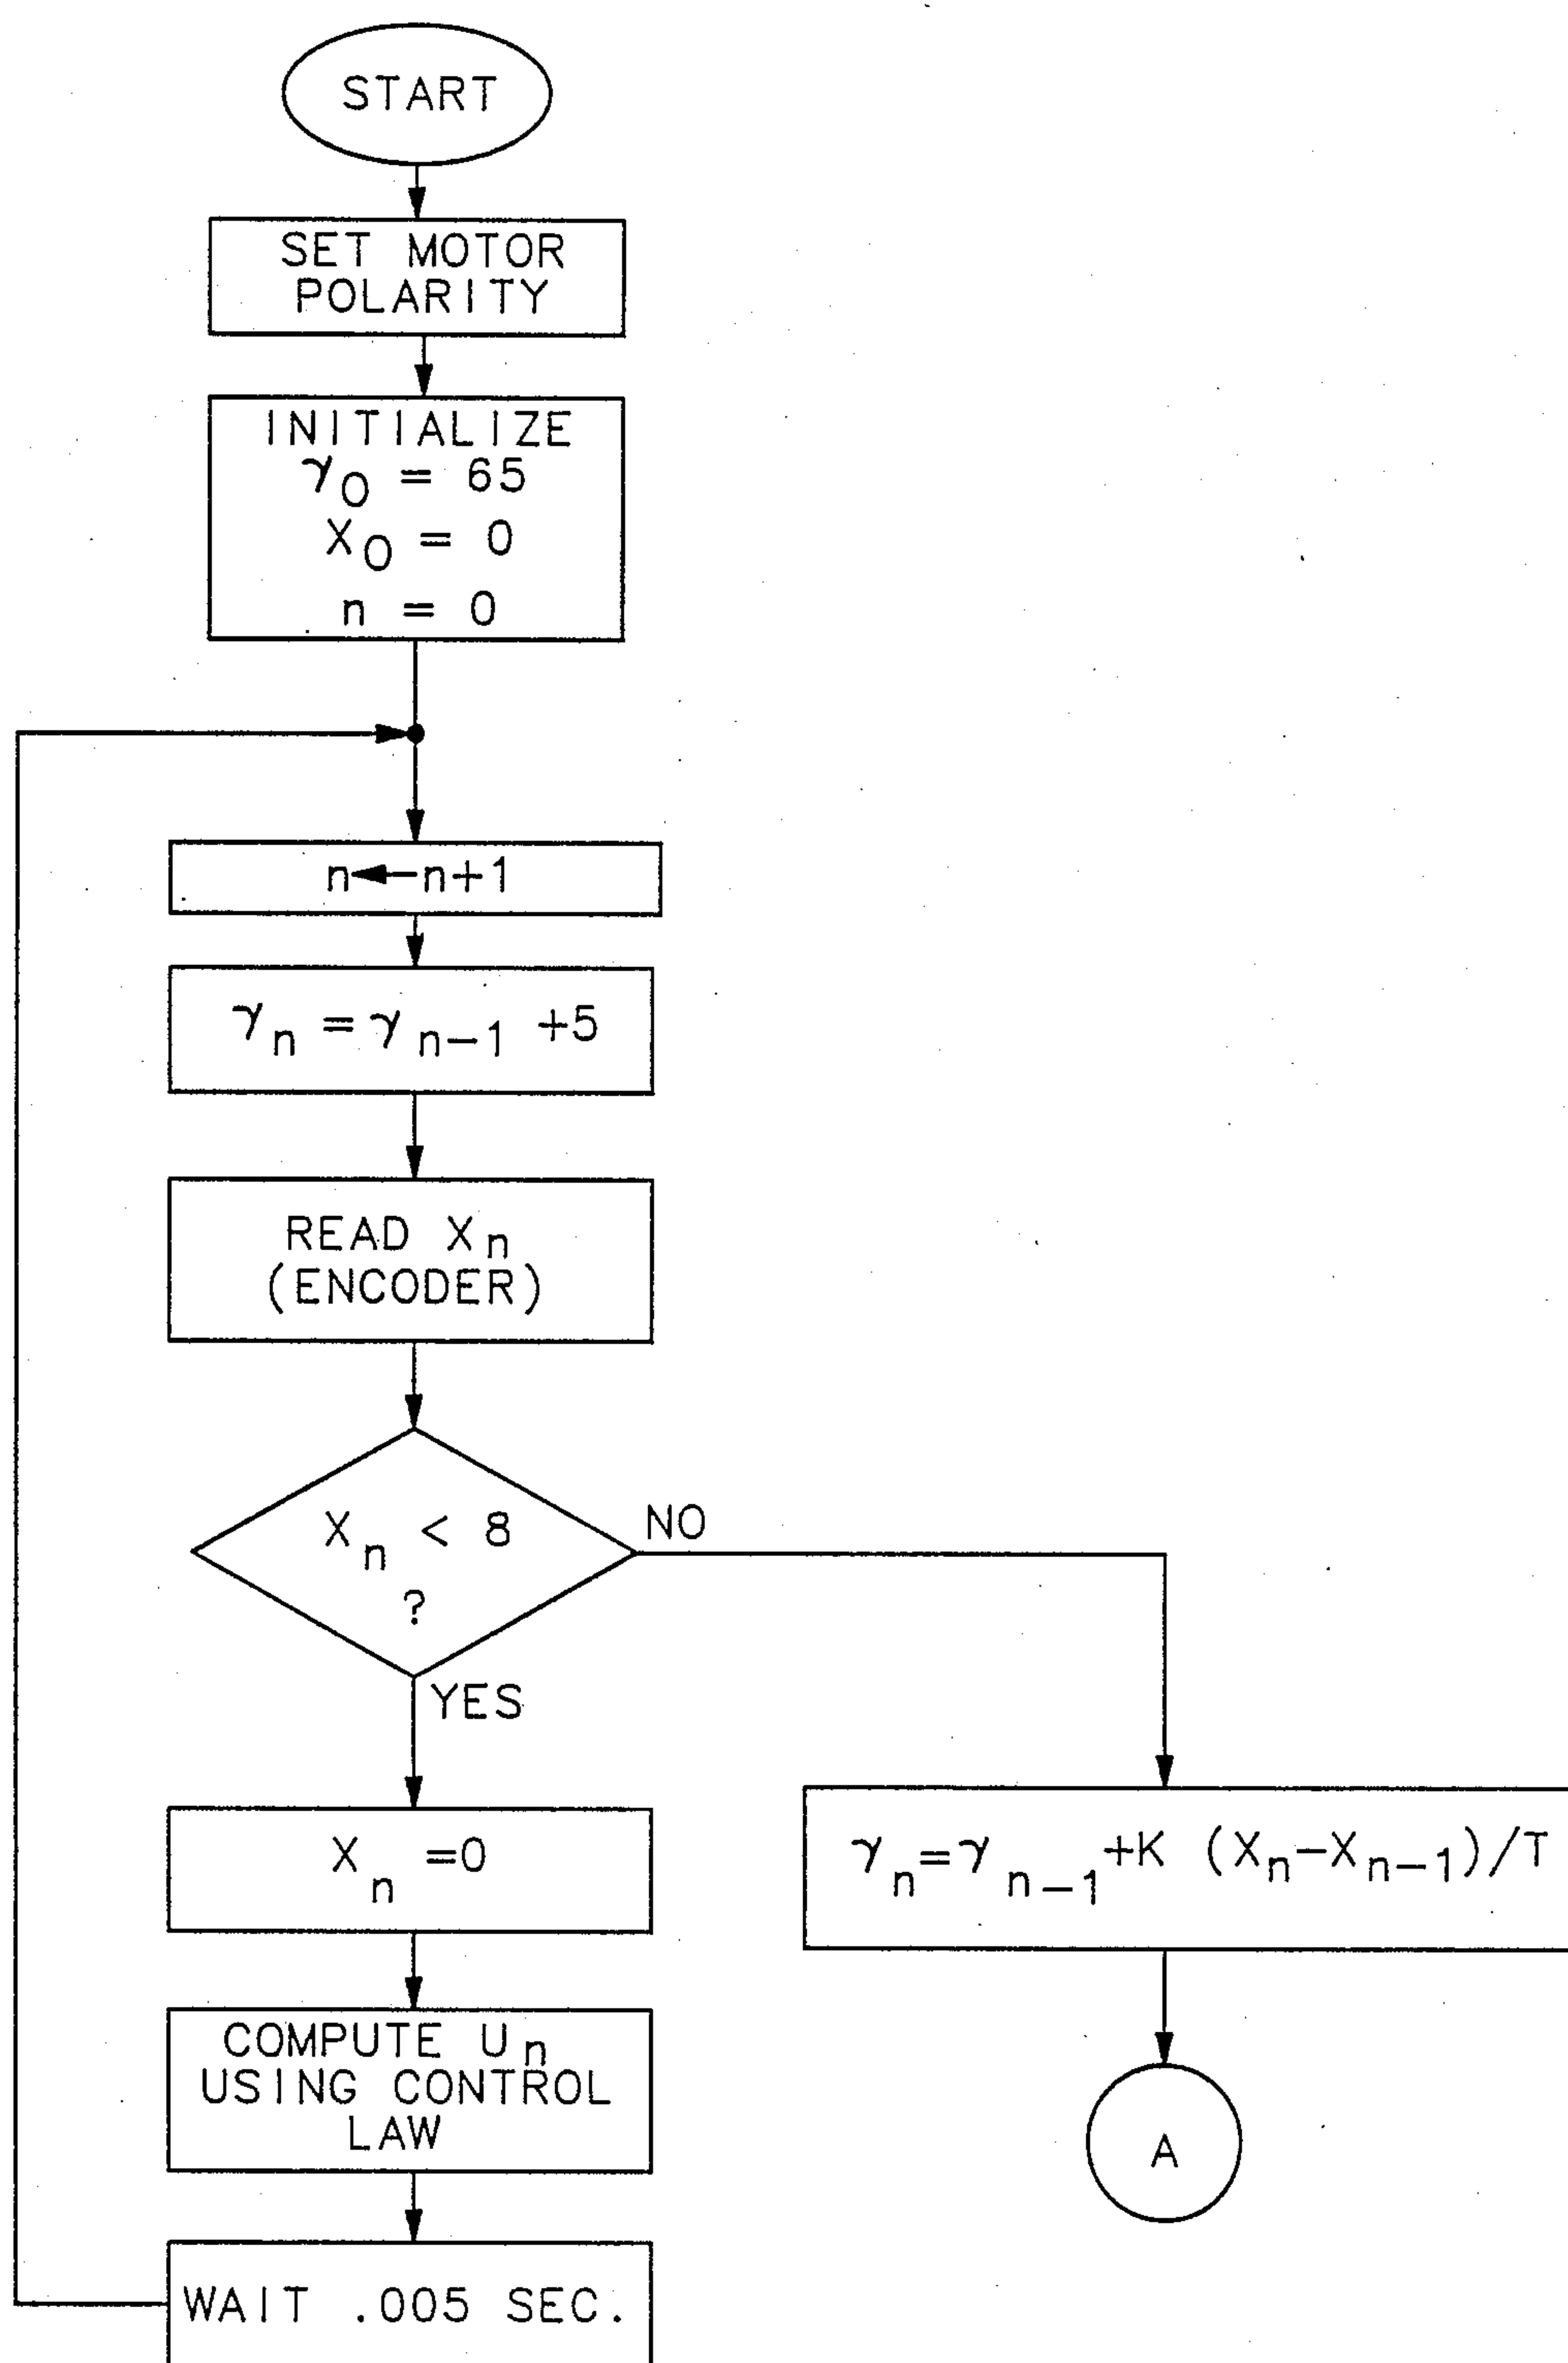 START
SET MOTOR
POLARITY
INITIALIZE
γ₀ = 65
X₀ = 0
n = 0
n←n+1
γₙ = γₙ₋₁ +5
READ Xₙ
(ENCODER)
Xₙ < 8
?
NO
YES
Xₙ =0
γₙ=γₙ₋₁+K (Xₙ-Xₙ₋₁)/T
COMPUTE Uₙ
USING CONTROL
LAW
A
WAIT .005 SEC.